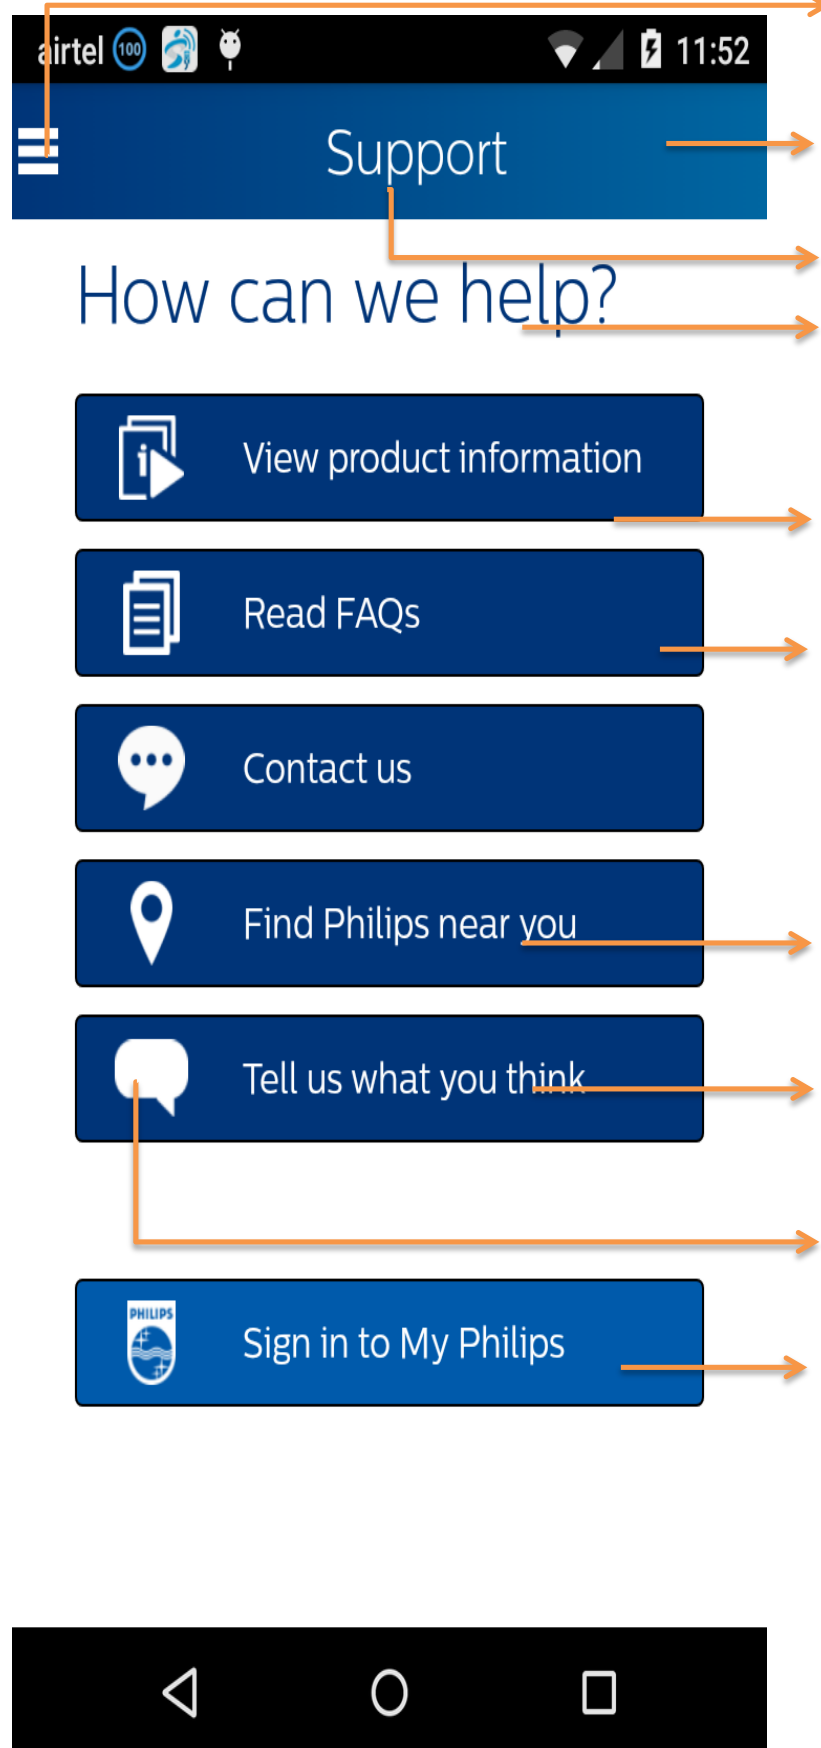 airtel 100 11:52
Support
How can we help?
View product information
Read FAQs
Contact us
Find Philips near you
Tell us what you think
PHILIPS
Sign in to My Philips